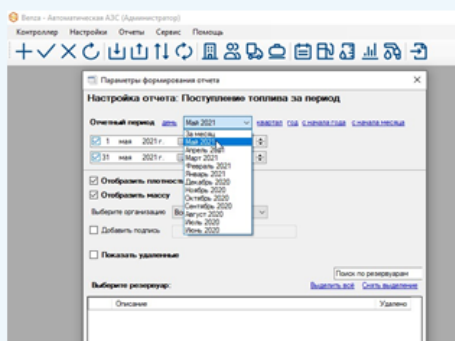 Benza - Автоматическая АЗС (Администратор)
Контроллер Настройки Отчеты Сервис Помощь
Параметры формирования отчета
Настройка отчета: Поступление топлива за период
Отчетный период день Май 2021 квартал год с начала года с начала месяца
За месяц
1 мая 2021 г. Май 2021
Апрель 2021
31 мая 2021 г. Март 2021
Февраль 2021
Январь 2021
Отобразить плотность Декабрь 2020
Ноябрь 2020
Отобразить массу Октябрь 2020
Сентябрь 2020
Выберите организацию Август 2020
Июль 2020
Добавить подпись Июнь 2020
Показать удаленные
Поиск по резервуарам
Выберите резервуар: Выделить всё Снять выделение
Описание Удалено